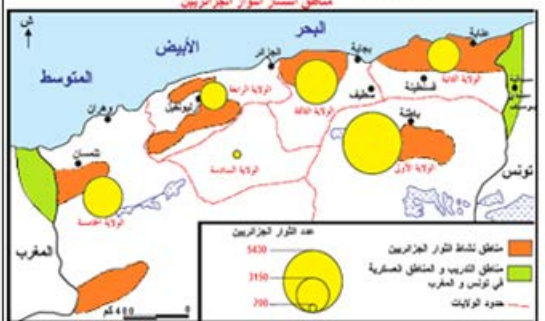 مناطق انتشار الثوار الجزائريين
ش
البحر
الأبيض
المتوسط
عنابة
بجاية
الجزائر
قسنطينة
سطيف
الولاية الثانية
الولاية الثالثة
الولاية الرابعة
وهران
باتنة
الولاية الأولى
تونس
الولاية السادسة
تلمسان
الولاية الخامسة
المغرب
عدد الثوار الجزائريين
5430
3150
700
مناطق نشاط الثوار الجزائريين
مناطق التدريب و المناطق العسكرية
في تونس و المغرب
حدود الولايات
0
400 كم